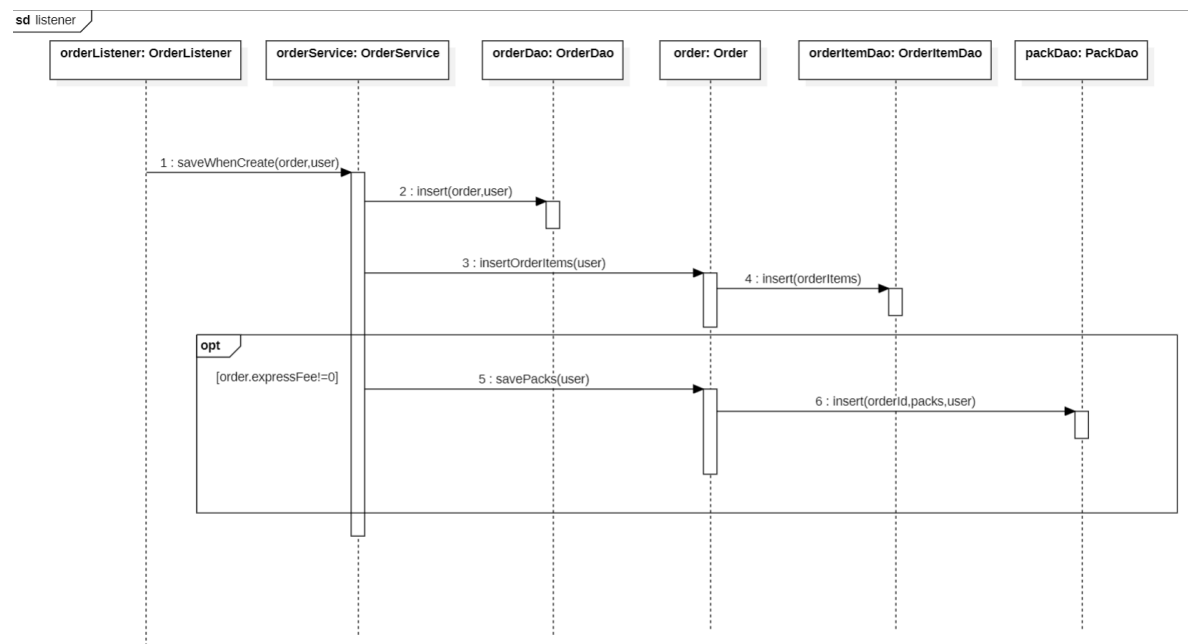 sd listener
orderListener: OrderListener
orderService: OrderService
orderDao: OrderDao
order: Order
orderItemDao: OrderItemDao
packDao: PackDao
1 : saveWhenCreate(order,user)
2 : insert(order,user)
3 : insertOrderItems(user)
4 : insert(orderItems)
opt
[order.expressFee!=0]
5 : savePacks(user)
6 : insert(orderId,packs,user)